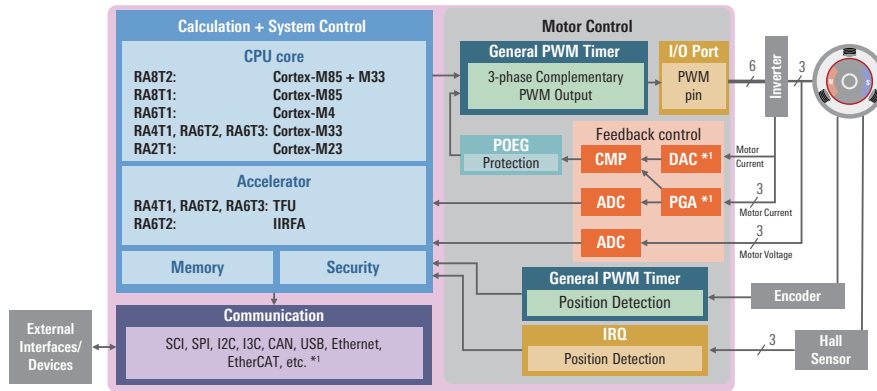 Calculation + System Control
CPU core
RA8T2: Cortex-M85 + M33
RA8T1: Cortex-M85
RA6T1: Cortex-M4
RA4T1, RA6T2, RA6T3: Cortex-M33
RA2T1: Cortex-M23
Accelerator
RA4T1, RA6T2, RA6T3: TFU
RA6T2: IIRFA
Memory
Security
Communication
SCI, SPI, I2C, I3C, CAN, USB, Ethernet,
EtherCAT, etc. *1
External
Interfaces/
Devices
Motor Control
General PWM Timer
3-phase Complementary
PWM Output
I/O Port
PWM
pin
6
Inverter
3
POEG
Protection
Feedback control
CMP
DAC *1
Motor
Current
ADC
PGA *1
3
Motor Current
ADC
3
Motor Voltage
General PWM Timer
Position Detection
Encoder
IRQ
Position Detection
3
Hall
Sensor